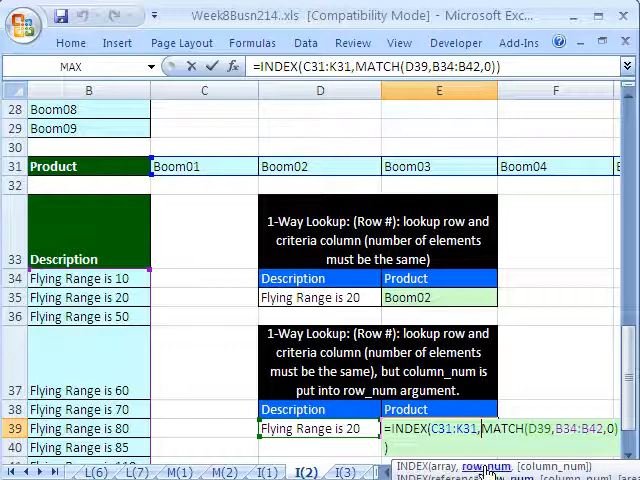 Week8Busn214..xls [Compatibility Mode] - Microsoft Exc...
Home Insert Page Layout Formulas Data Review View Developer Add-Ins
MAX =INDEX(C31:K31,MATCH(D39,B34:B42,0))
B C D E F
28 Boom08
29 Boom09
30
31 Product Boom01 Boom02 Boom03 Boom04
32
1-Way Lookup: (Row #): lookup row and
criteria column (number of elements
must be the same)
33 Description
34 Flying Range is 10 Description Product
35 Flying Range is 20 Flying Range is 20 Boom02
36 Flying Range is 50
1-Way Lookup: (Row #): lookup row and
criteria column (number of elements
must be the same), but column_num is
put into row_num argument.
37 Flying Range is 60
38 Flying Range is 70 Description Product
39 Flying Range is 80 Flying Range is 20 =INDEX(C31:K31,MATCH(D39,B34:B42,0)
40 Flying Range is 85 )
L(6) M(1) M(2) I(1) I(2) I(3)
INDEX(array, row_num, [column_num])